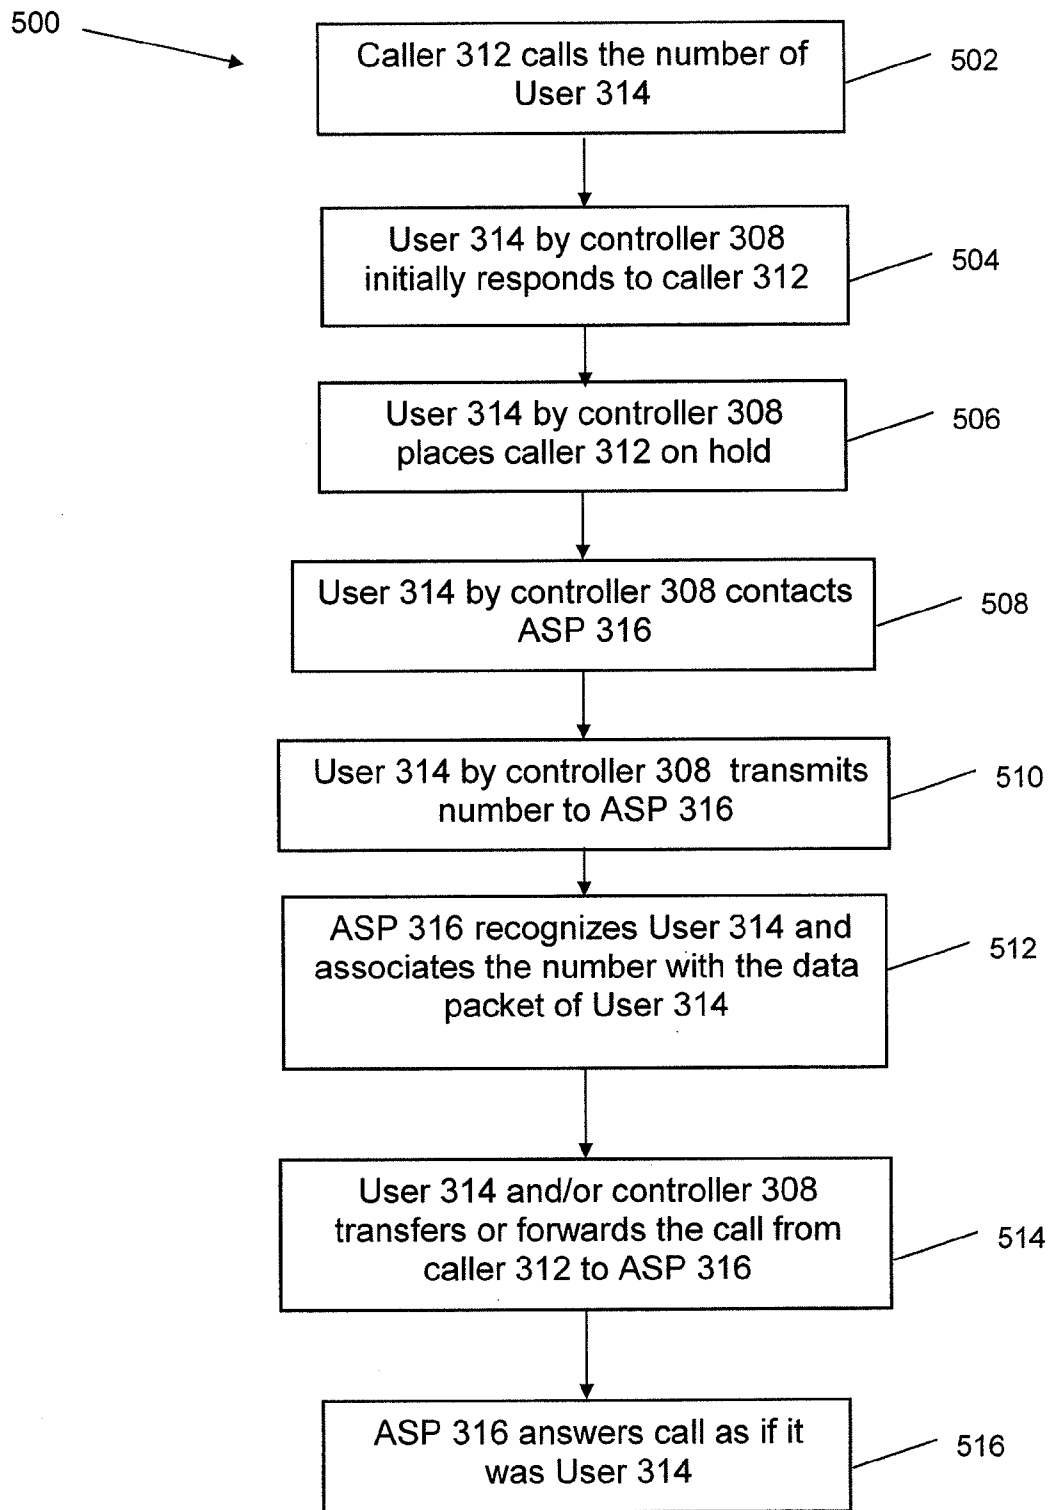 500
Caller 312 calls the number of
User 314
502
User 314 by controller 308
initially responds to caller 312
504
User 314 by controller 308
places caller 312 on hold
506
User 314 by controller 308 contacts
ASP 316
508
User 314 by controller 308 transmits
number to ASP 316
510
ASP 316 recognizes User 314 and
associates the number with the data
packet of User 314
512
User 314 and/or controller 308
transfers or forwards the call from
caller 312 to ASP 316
514
ASP 316 answers call as if it
was User 314
516